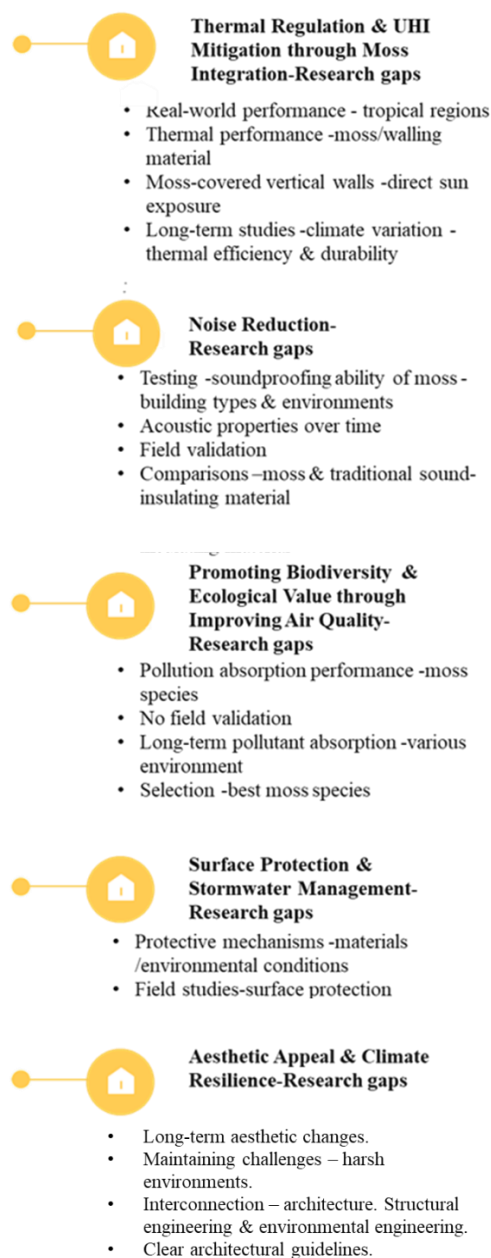 Thermal Regulation & UHI
Mitigation through Moss
Integration-Research gaps
• Real-world performance - tropical regions
• Thermal performance -moss/walling
material
• Moss-covered vertical walls -direct sun
exposure
• Long-term studies -climate variation -
thermal efficiency & durability
:
Noise Reduction-
Research gaps
• Testing -soundproofing ability of moss -
building types & environments
• Acoustic properties over time
• Field validation
• Comparisons –moss & traditional sound-
insulating material
Promoting Biodiversity &
Ecological Value through
Improving Air Quality-
Research gaps
• Pollution absorption performance -moss
species
• No field validation
• Long-term pollutant absorption -various
environment
• Selection -best moss species
Surface Protection &
Stormwater Management-
Research gaps
• Protective mechanisms -materials
/environmental conditions
• Field studies-surface protection
Aesthetic Appeal & Climate
Resilience-Research gaps
• Long-term aesthetic changes.
• Maintaining challenges – harsh
environments.
• Interconnection – architecture. Structural
engineering & environmental engineering.
• Clear architectural guidelines.